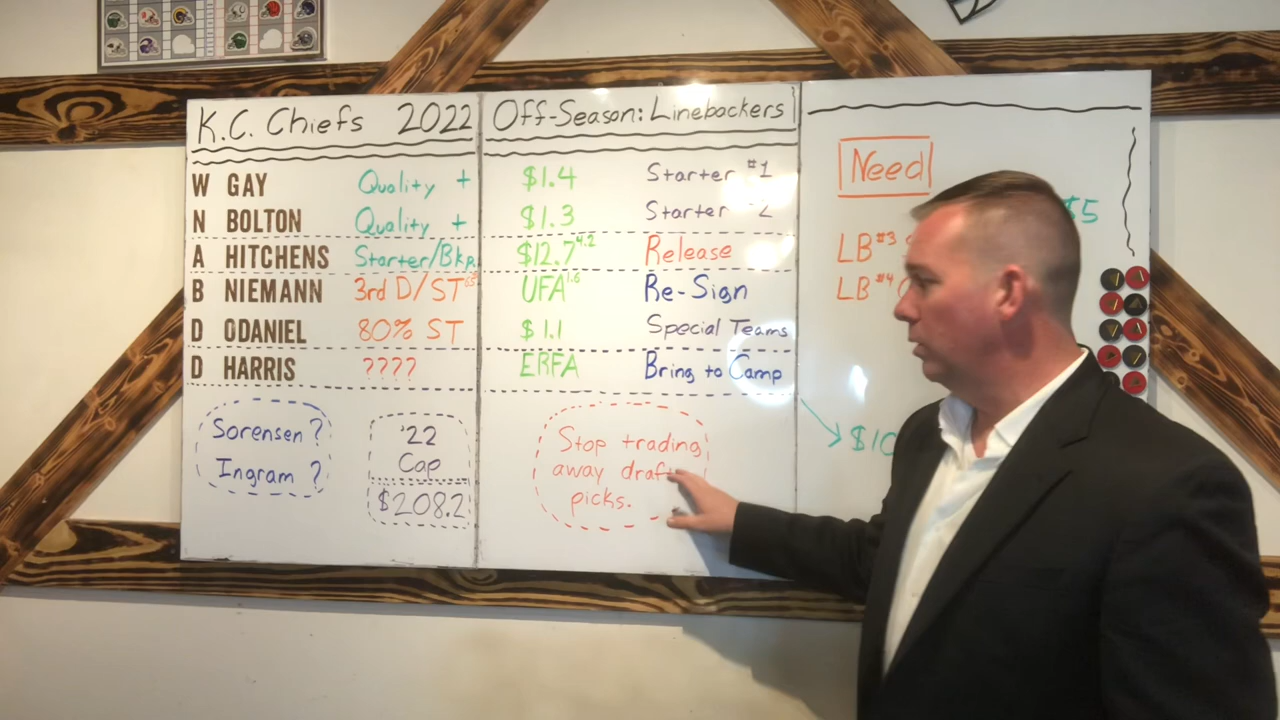 K.C. Chiefs 2022 Off-Season: Linebackers
W GAY Quality + $1.4 Starter #1
N BOLTON Quality + $1.3 Starter
A HITCHENS Starter/Bkp. $12.7 4.2 Release
B NIEMANN 3rd D/ST UFA 1.6 Re-Sign
D ODANIEL 80% ST $1.1 Special Teams
D HARRIS ???? ERFA Bring to Camp
Sorensen?
Ingram?
'22
Cap
$208.2
Stop trading
away draft
picks.
Need
$5
LB #3
LB #4
$10